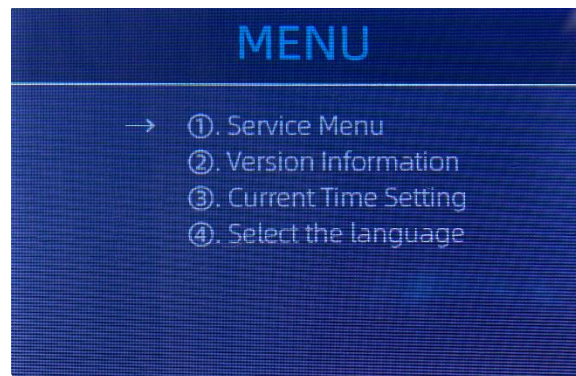 MENU
→ ①. Service Menu
②. Version Information
③. Current Time Setting
④. Select the language